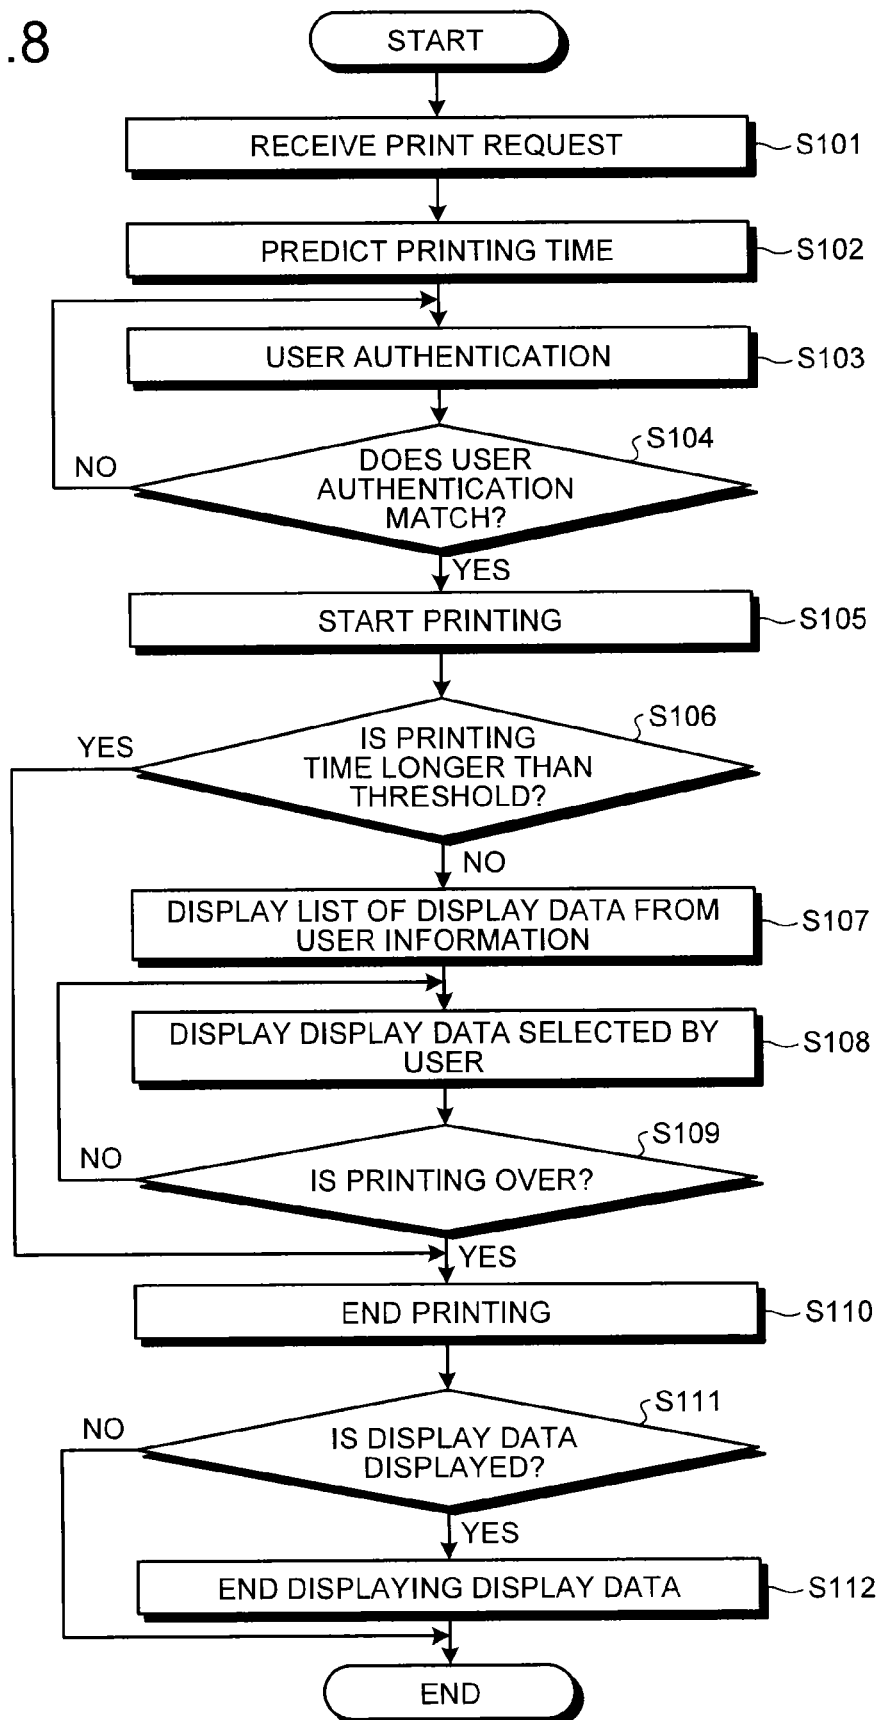 .8
START
RECEIVE PRINT REQUEST
S101
PREDICT PRINTING TIME
S102
USER AUTHENTICATION
S103
S104
DOES USER
AUTHENTICATION
MATCH?
NO
YES
START PRINTING
S105
S106
IS PRINTING
TIME LONGER THAN
THRESHOLD?
YES
NO
DISPLAY LIST OF DISPLAY DATA FROM
USER INFORMATION
S107
DISPLAY DISPLAY DATA SELECTED BY
USER
S108
S109
IS PRINTING OVER?
NO
YES
END PRINTING
S110
S111
IS DISPLAY DATA
DISPLAYED?
NO
YES
END DISPLAYING DISPLAY DATA
S112
END